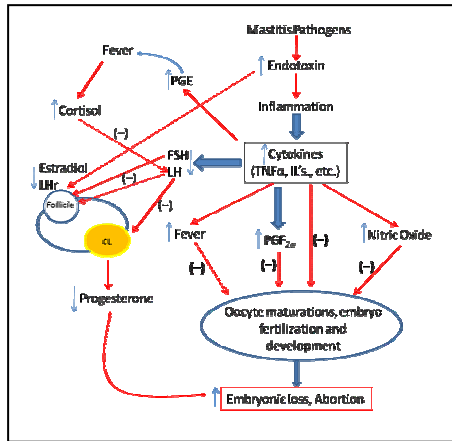 Mastitis Pathogens
Fever
Endotoxin
PGE
Inflammation
Cortisol
(–)
Cytokines
(TNFα, IL's., etc.)
FSH
LH
(–)
Estradiol
LHr
Follicle
(–)
CL
Fever
PGF2α
(–)
Nitric Oxide
(–)
(–)
(–)
Progesterone
Oocyte maturations, embryo
fertilization and
development
Embryonic loss, Abortion